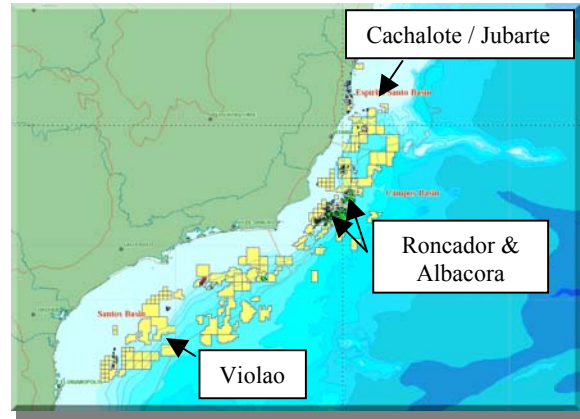 Cachalote / Jubarte
Espirito Santo Basin
Campos Basin
Roncador &
Albacora
Santos Basin
Violao